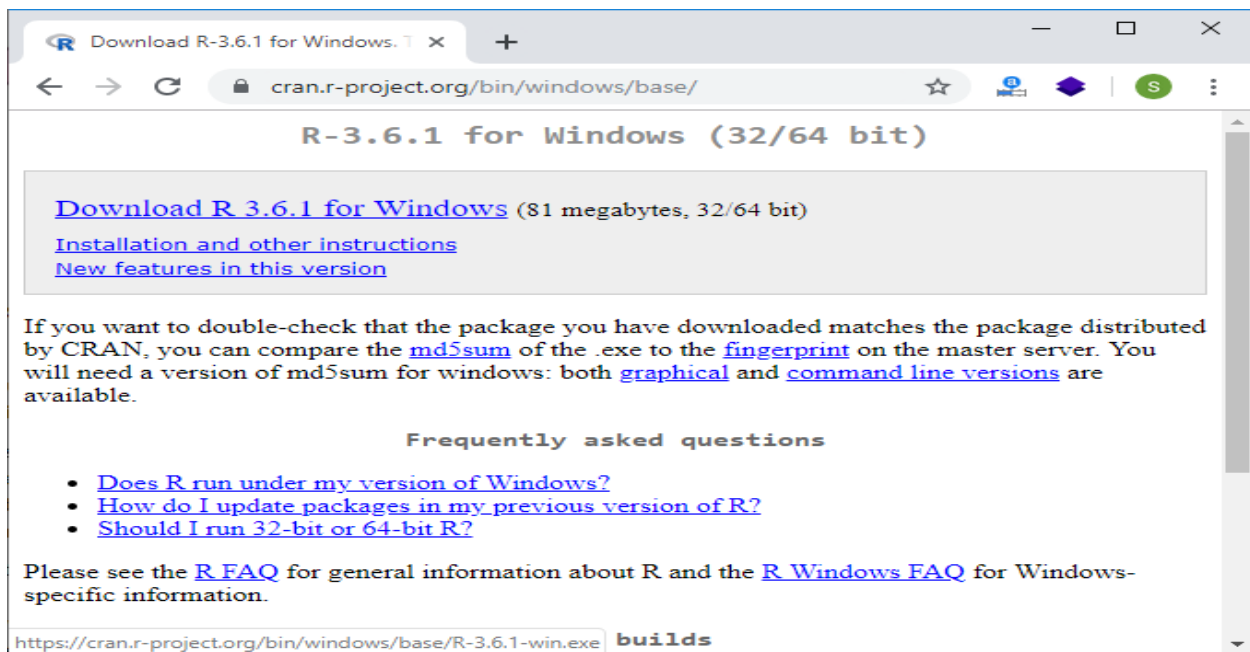 Download R-3.6.1 for Windows. T
cran.r-project.org/bin/windows/base/
S
R-3.6.1 for Windows (32/64 bit)
Download R 3.6.1 for Windows (81 megabytes, 32/64 bit)
Installation and other instructions
New features in this version
If you want to double-check that the package you have downloaded matches the package distributed
by CRAN, you can compare the md5sum of the .exe to the fingerprint on the master server. You
will need a version of md5sum for windows: both graphical and command line versions are
available.
Frequently asked questions
• Does R run under my version of Windows?
• How do I update packages in my previous version of R?
• Should I run 32-bit or 64-bit R?
Please see the R FAQ for general information about R and the R Windows FAQ for Windows-
specific information.
https://cran.r-project.org/bin/windows/base/R-3.6.1-win.exe builds